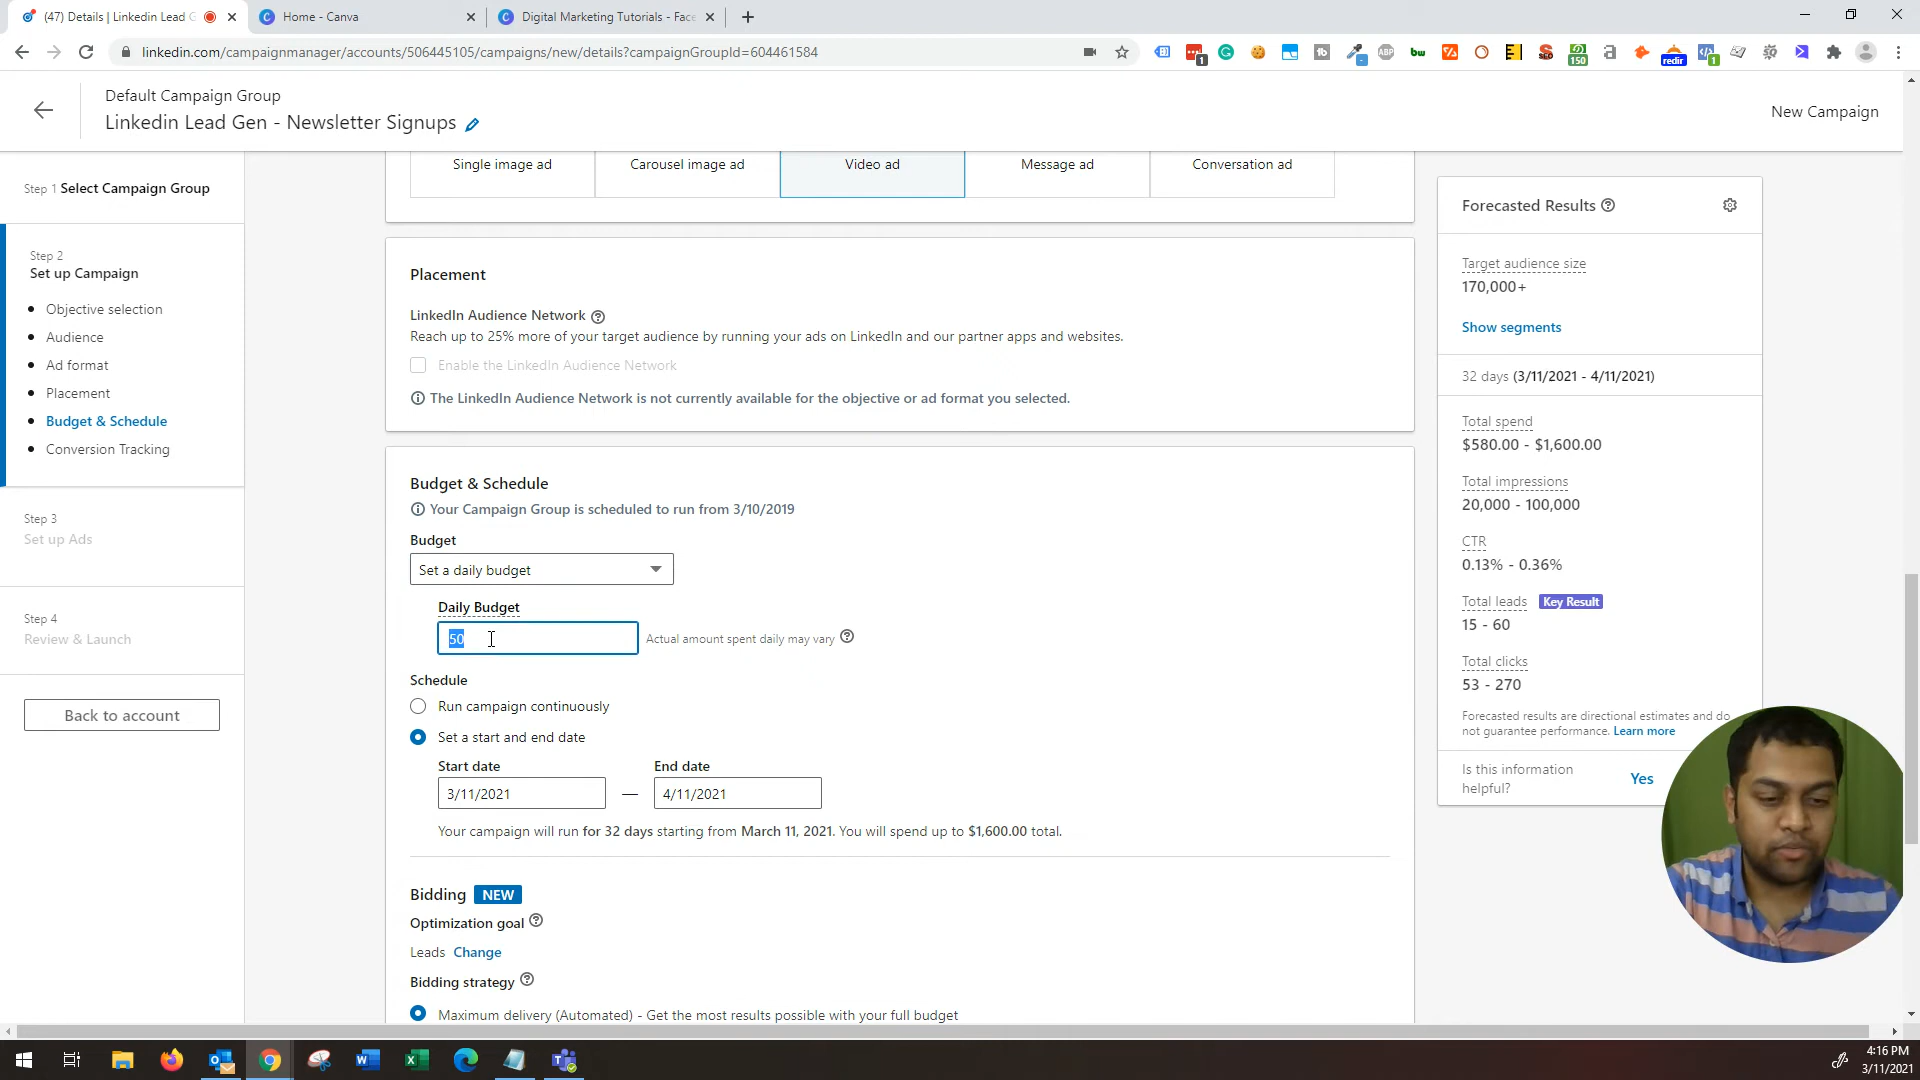 (47) Details | Linkedin Lead G
Home - Canva
Digital Marketing Tutorials - Face
linkedin.com/campaignmanager/accounts/506445105/campaigns/new/details?campaignGroupId=604461584
1
ABP
bw
SEO
150
a
redir
1
Default Campaign Group
Linkedin Lead Gen - Newsletter Signups
New Campaign
Step 1 Select Campaign Group
Step 2
Set up Campaign
Objective selection
Audience
Ad format
Placement
Budget & Schedule
Conversion Tracking
Step 3
Set up Ads
Step 4
Review & Launch
Back to account
Single image ad
Carousel image ad
Video ad
Message ad
Conversation ad
Placement
LinkedIn Audience Network
Reach up to 25% more of your target audience by running your ads on LinkedIn and our partner apps and websites.
Enable the LinkedIn Audience Network
The LinkedIn Audience Network is not currently available for the objective or ad format you selected.
Budget & Schedule
Your Campaign Group is scheduled to run from 3/10/2019
Budget
Set a daily budget
Daily Budget
50
Actual amount spent daily may vary
Schedule
Run campaign continuously
Set a start and end date
Start date
End date
3/11/2021 — 4/11/2021
Your campaign will run for 32 days starting from March 11, 2021. You will spend up to $1,600.00 total.
Bidding NEW
Optimization goal
Leads Change
Bidding strategy
Maximum delivery (Automated) - Get the most results possible with your full budget
Forecasted Results
Target audience size
170,000+
Show segments
32 days (3/11/2021 - 4/11/2021)
Total spend
$580.00 - $1,600.00
Total impressions
20,000 - 100,000
CTR
0.13% - 0.36%
Total leads Key Result
15 - 60
Total clicks
53 - 270
Forecasted results are directional estimates and do
not guarantee performance. Learn more
Is this information
helpful?
Yes
4:16 PM
3/11/2021